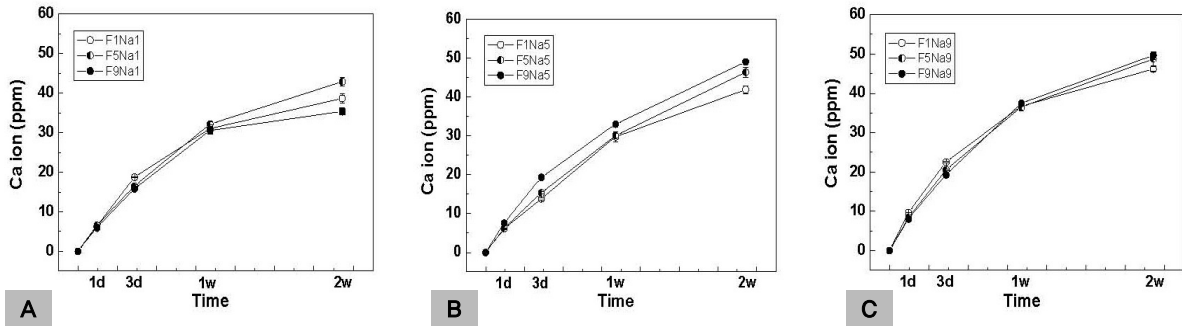 60
50
40
30
20
10
0
Ca ion (ppm)
F1Na1
F5Na1
F9Na1
1d 3d 1w 2w
Time
A
60
50
40
30
20
10
0
Ca ion (ppm)
F1Na5
F5Na5
F9Na5
1d 3d 1w 2w
Time
B
60
50
40
30
20
10
0
Ca ion (ppm)
F1Na9
F5Na9
F9Na9
1d 3d 1w 2w
Time
C